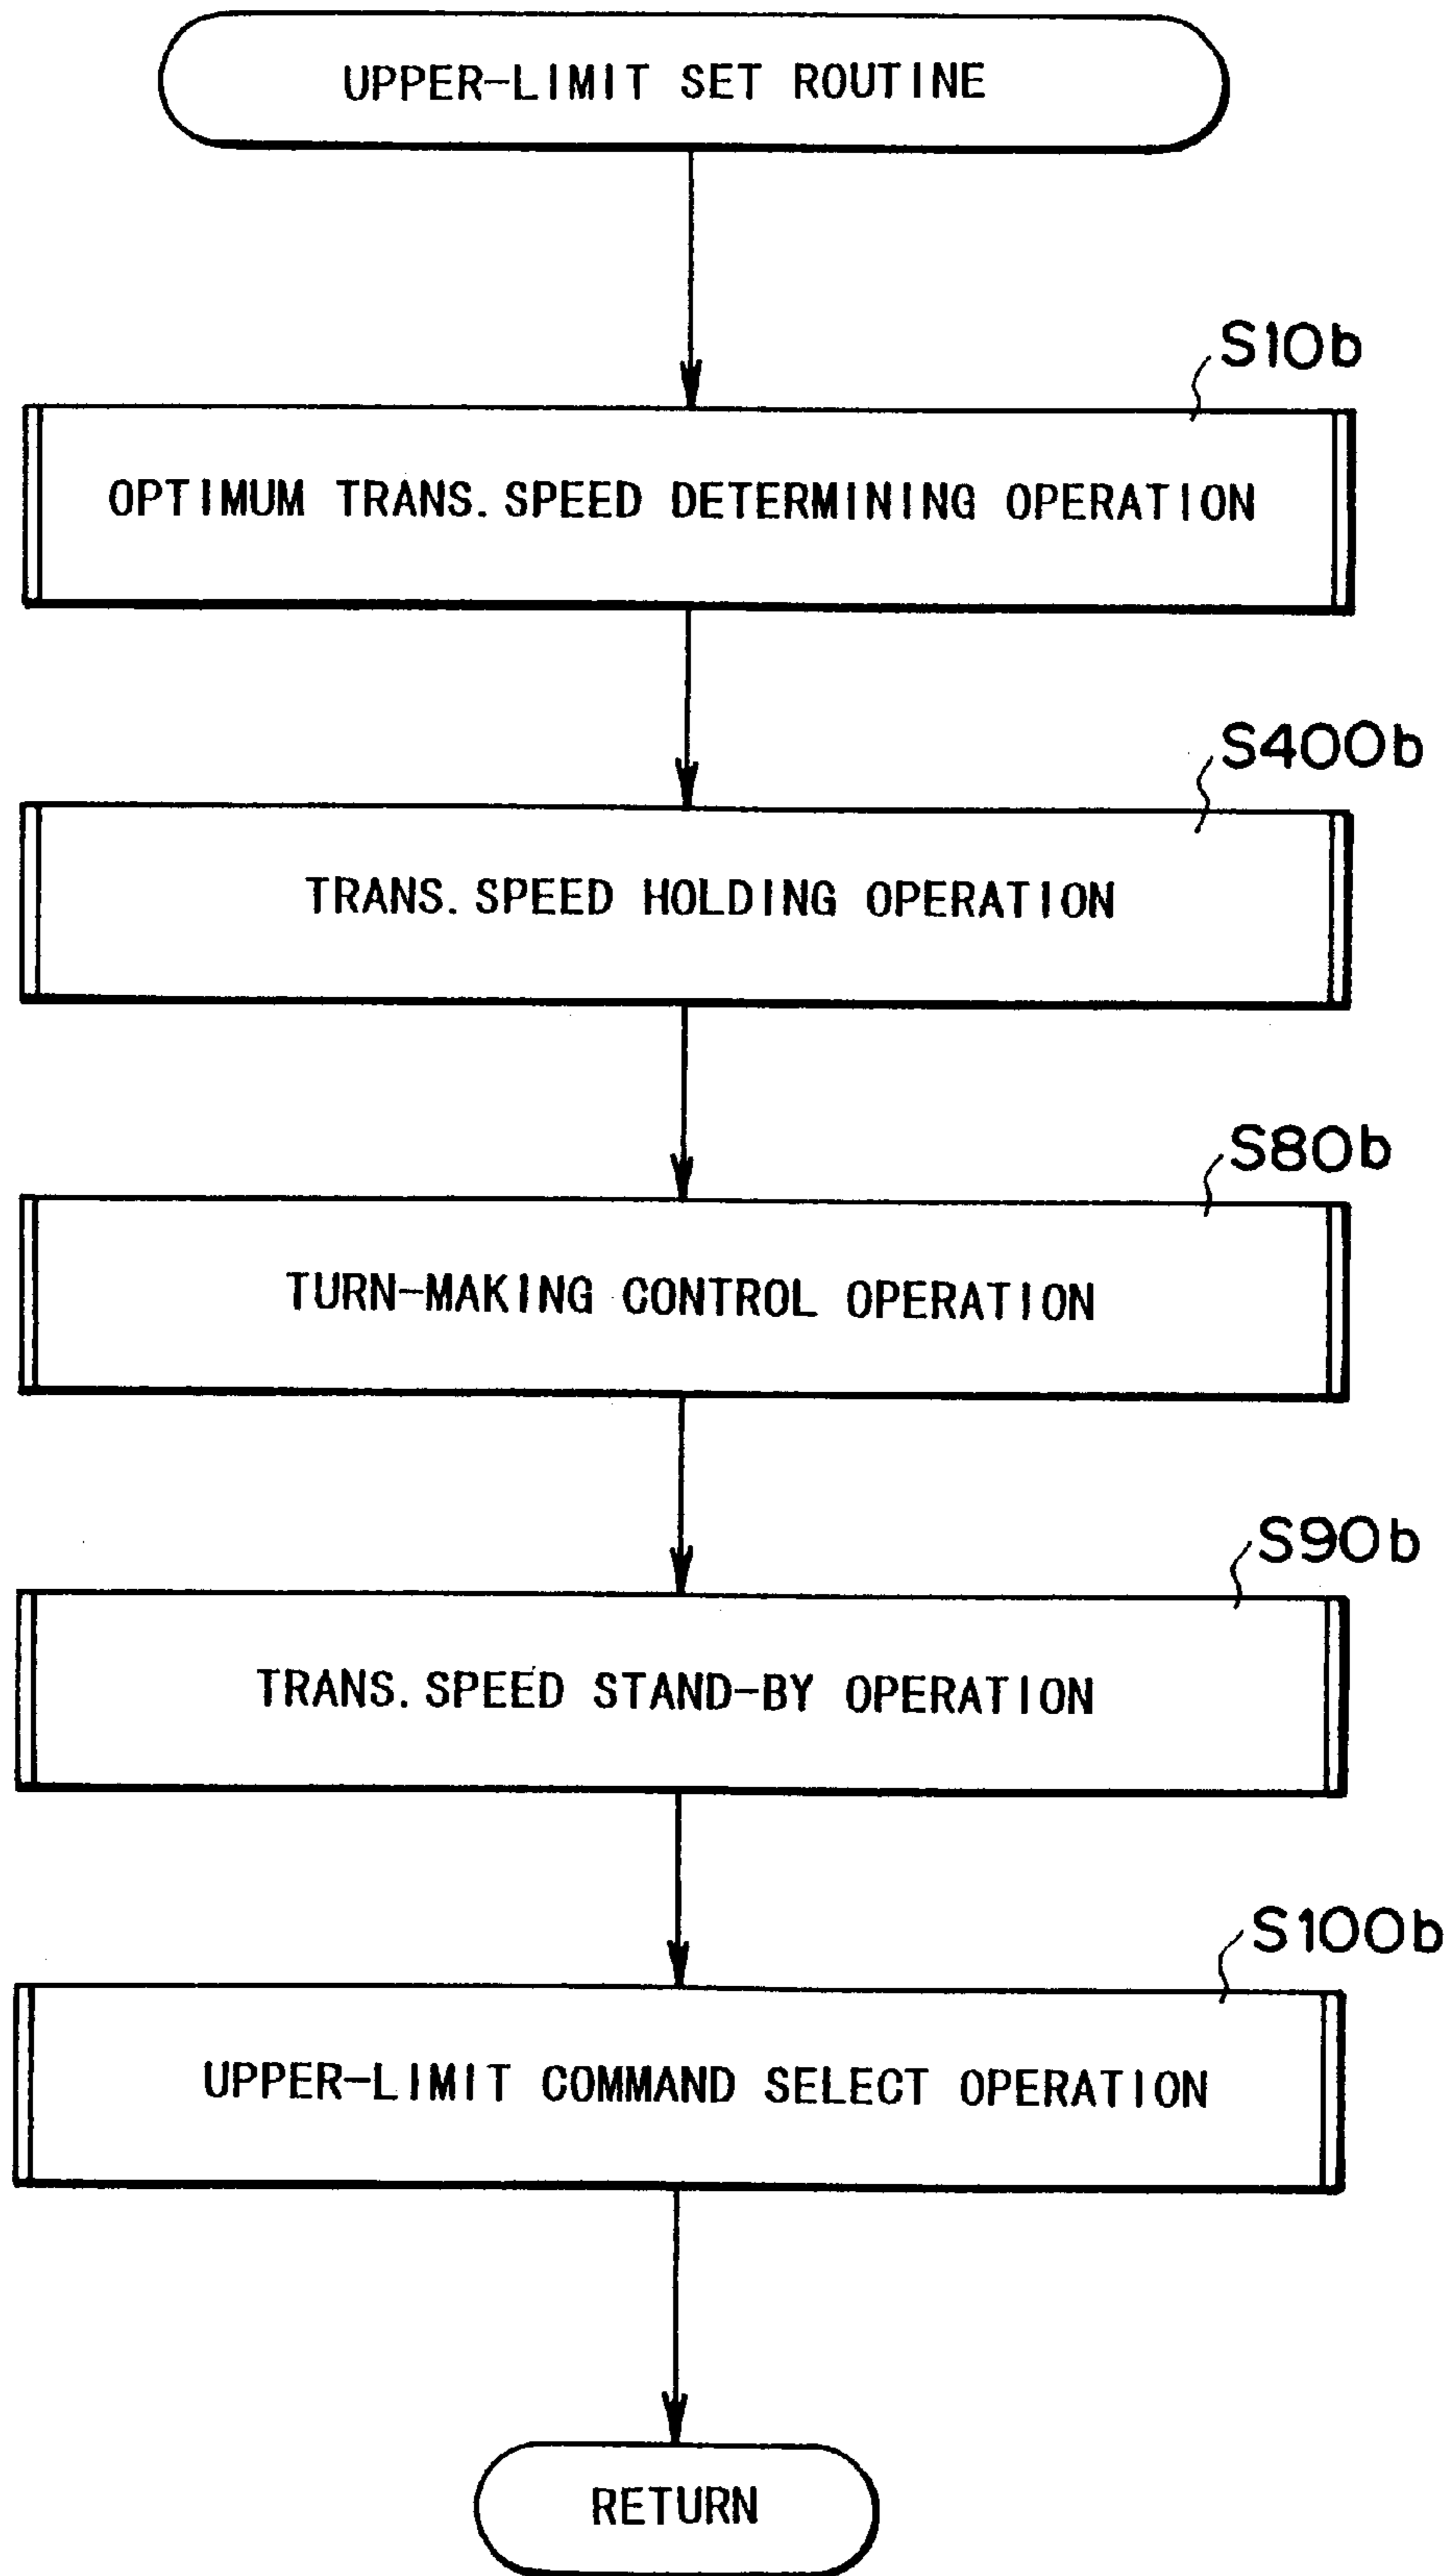 UPPER-LIMIT SET ROUTINE
S10b
OPTIMUM TRANS. SPEED DETERMINING OPERATION
S400b
TRANS. SPEED HOLDING OPERATION
S80b
TURN-MAKING CONTROL OPERATION
S90b
TRANS. SPEED STAND-BY OPERATION
S100b
UPPER-LIMIT COMMAND SELECT OPERATION
RETURN